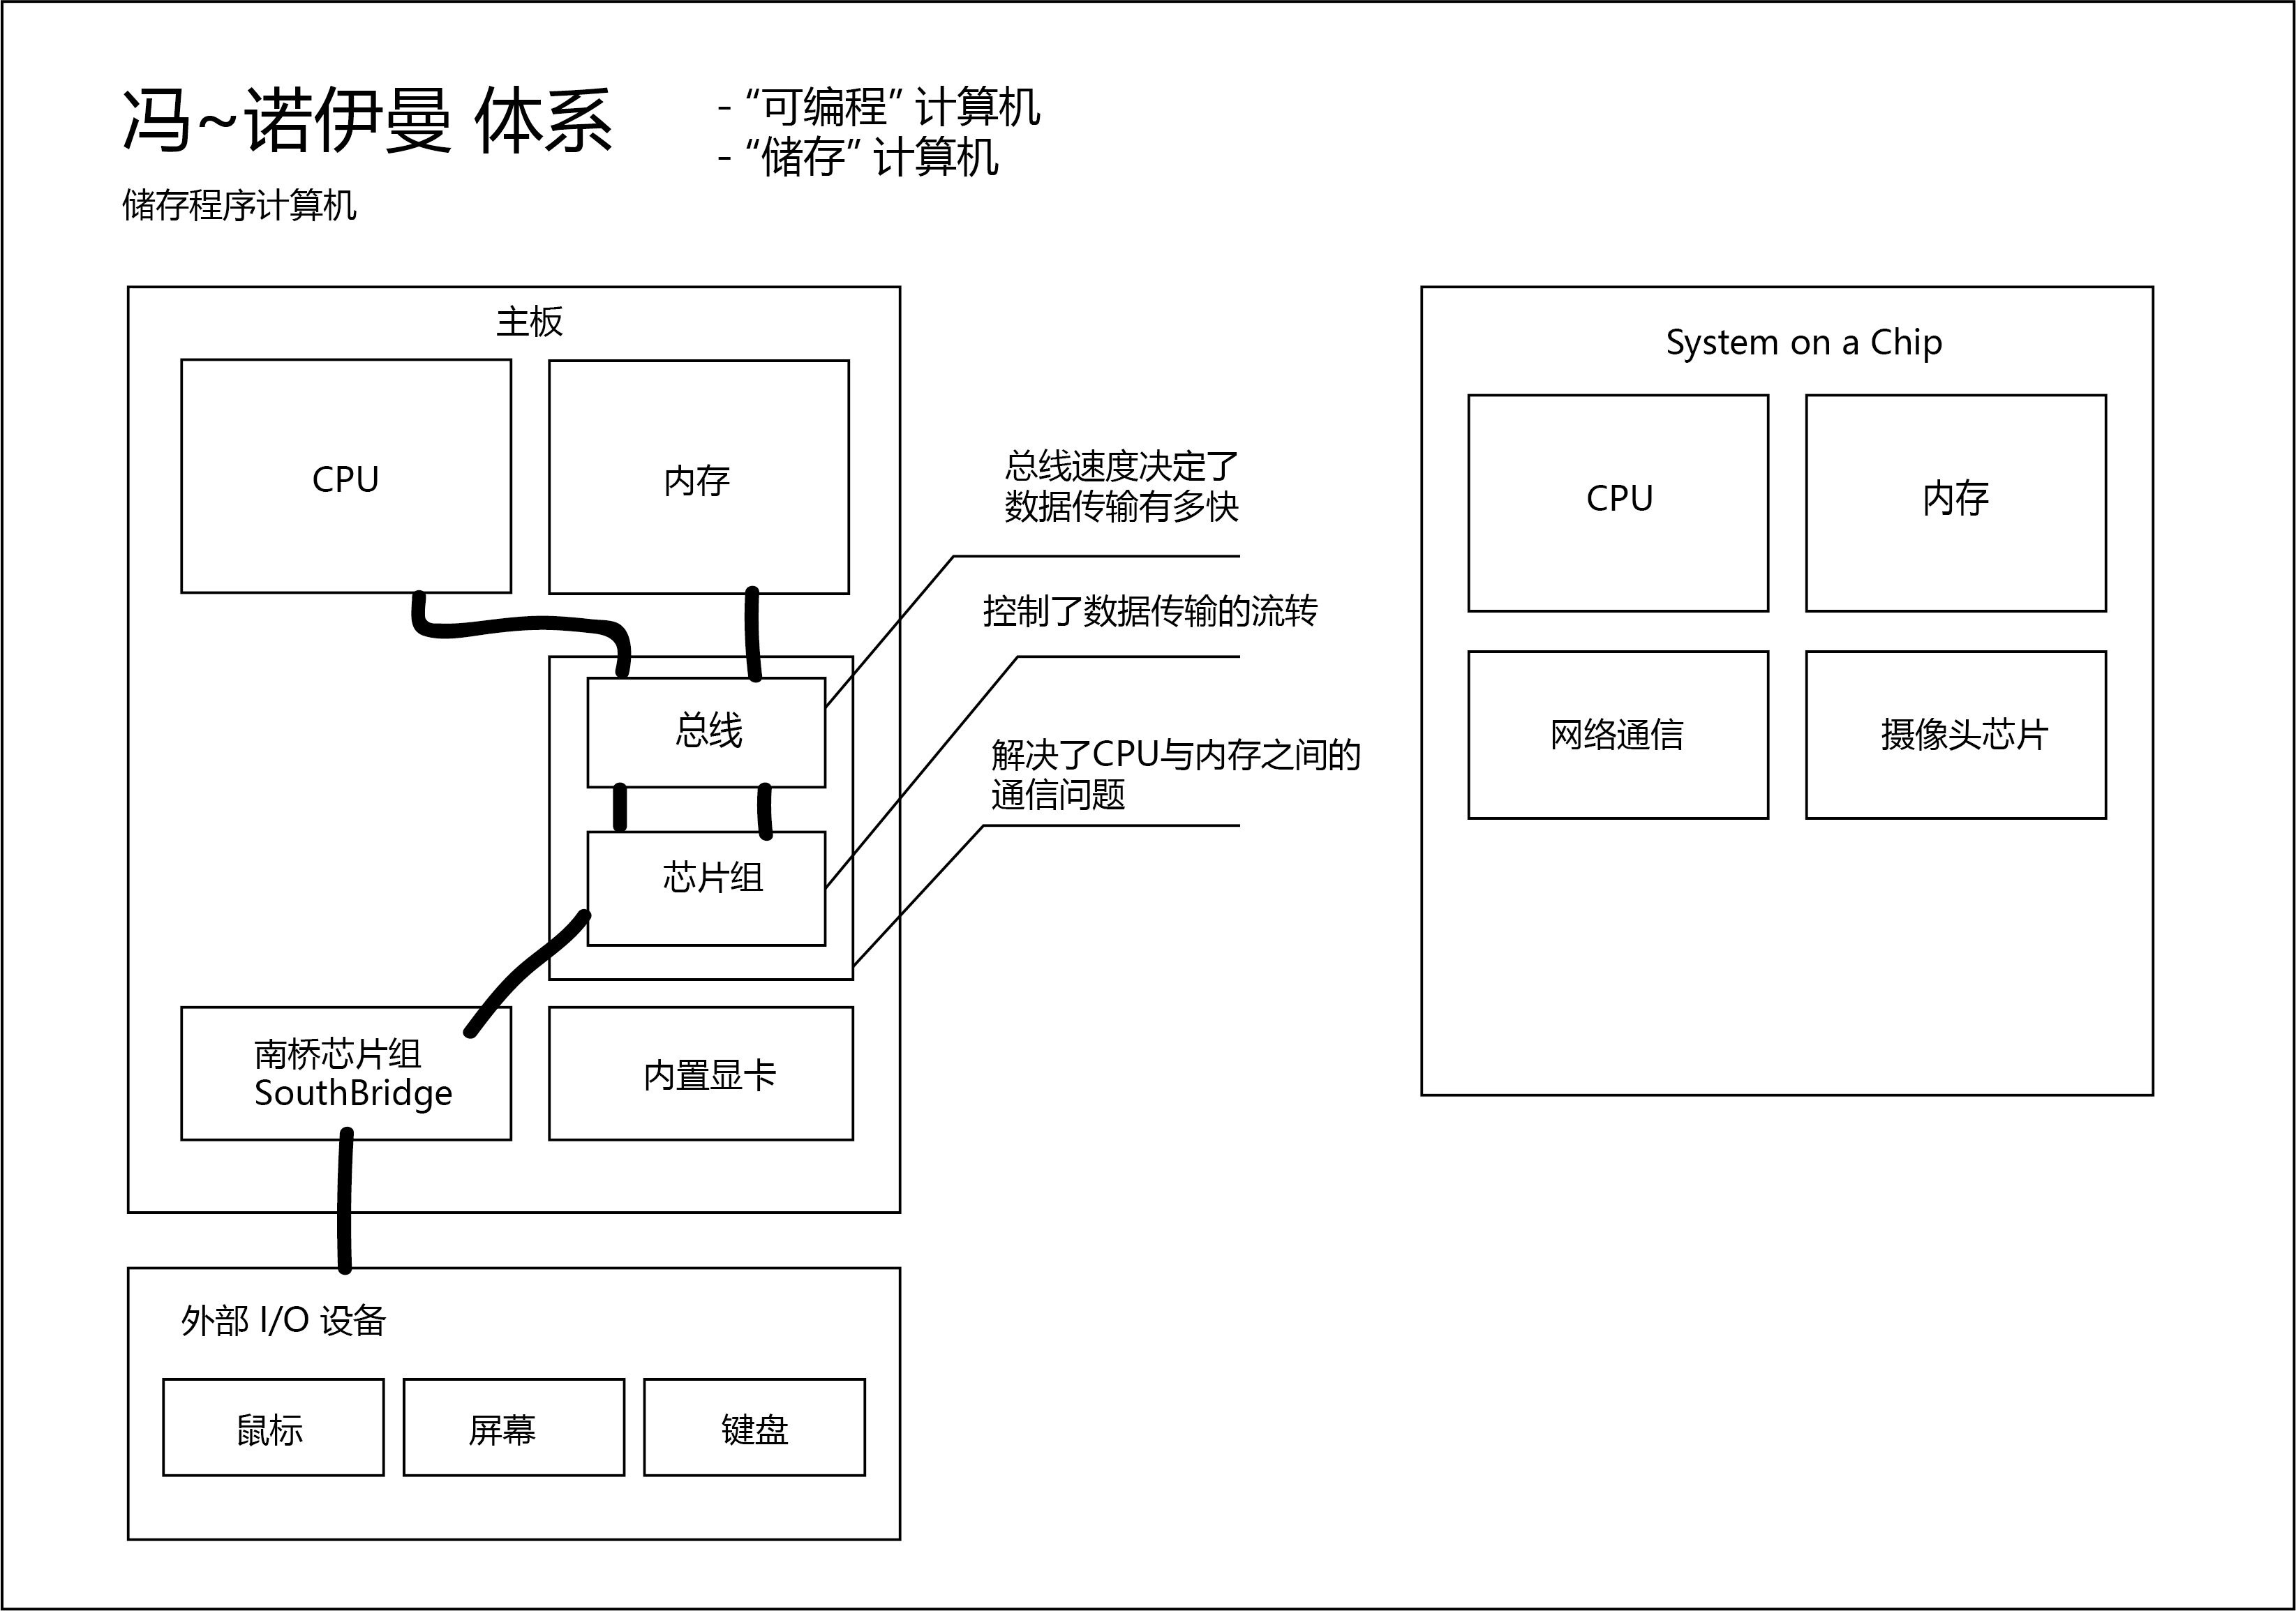 冯~诺伊曼 体系
- “可编程” 计算机
- “储存” 计算机
储存程序计算机
主板
CPU
内存
总线
芯片组
南桥芯片组
SouthBridge
内置显卡
总线速度决定了
数据传输有多快
控制了数据传输的流转
解决了CPU与内存之间的
通信问题
外部 I/O 设备
鼠标
屏幕
键盘
System on a Chip
CPU
内存
网络通信
摄像头芯片